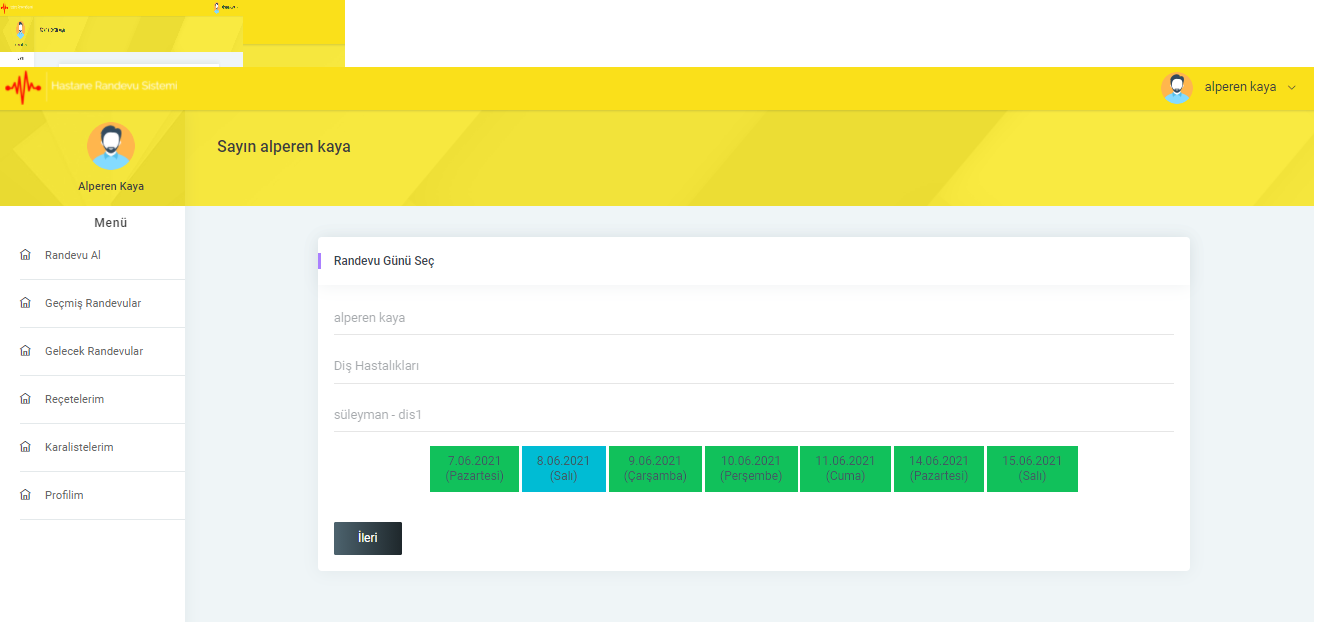 Hastane Randevu Sistemi
alperen kaya
Alperen Kaya
Sayın alperen kaya
Menü
Randevu Al
Geçmiş Randevular
Gelecek Randevular
Reçetelerim
Karalistelerim
Profilim
Randevu Günü Seç
alperen kaya
Diş Hastalıkları
süleyman - dis1
7.06.2021
(Pazartesi)
8.06.2021
(Salı)
9.06.2021
(Çarşamba)
10.06.2021
(Perşembe)
11.06.2021
(Cuma)
14.06.2021
(Pazartesi)
15.06.2021
(Salı)
İleri